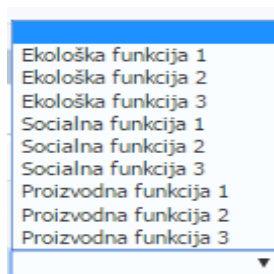 Ekološka funkcija 1
Ekološka funkcija 2
Ekološka funkcija 3
Socialna funkcija 1
Socialna funkcija 2
Socialna funkcija 3
Proizvodna funkcija 1
Proizvodna funkcija 2
Proizvodna funkcija 3